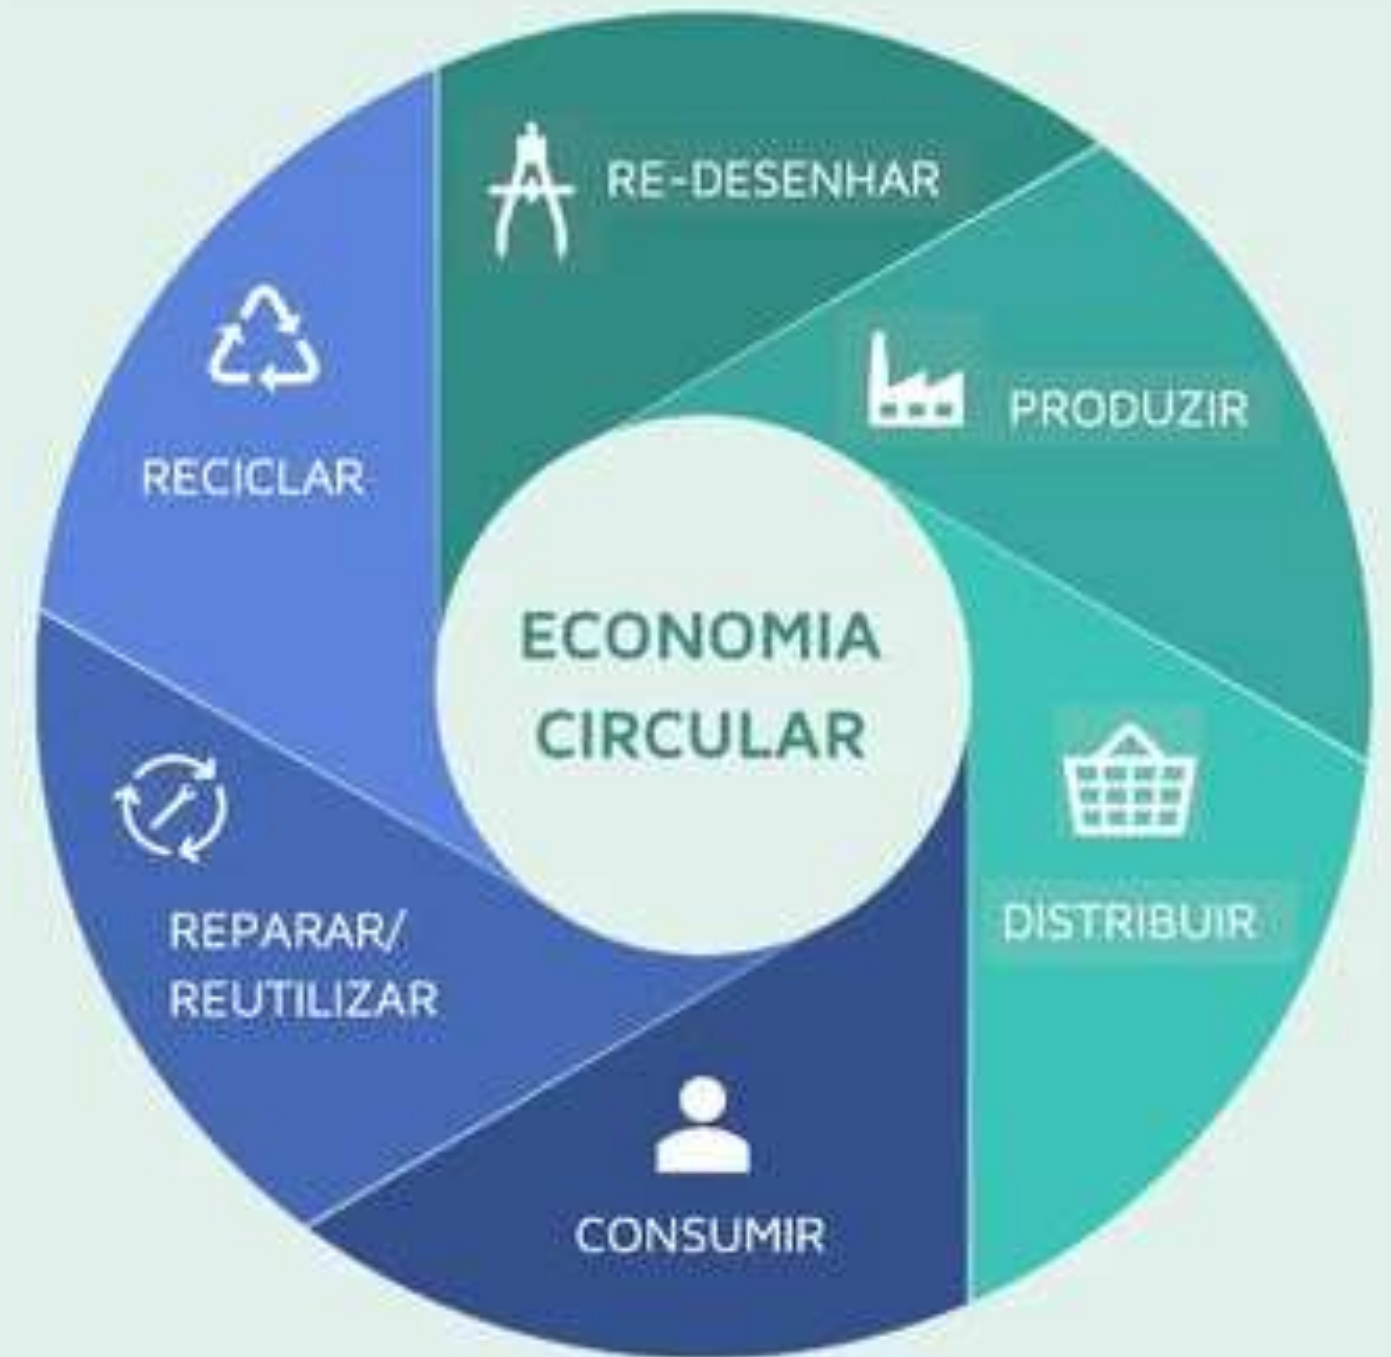 RE-DESENHAR
PRODUZIR
DISTRIBUIR
CONSUMIR
REPARAR/
REUTILIZAR
RECICLAR
ECONOMIA
CIRCULAR